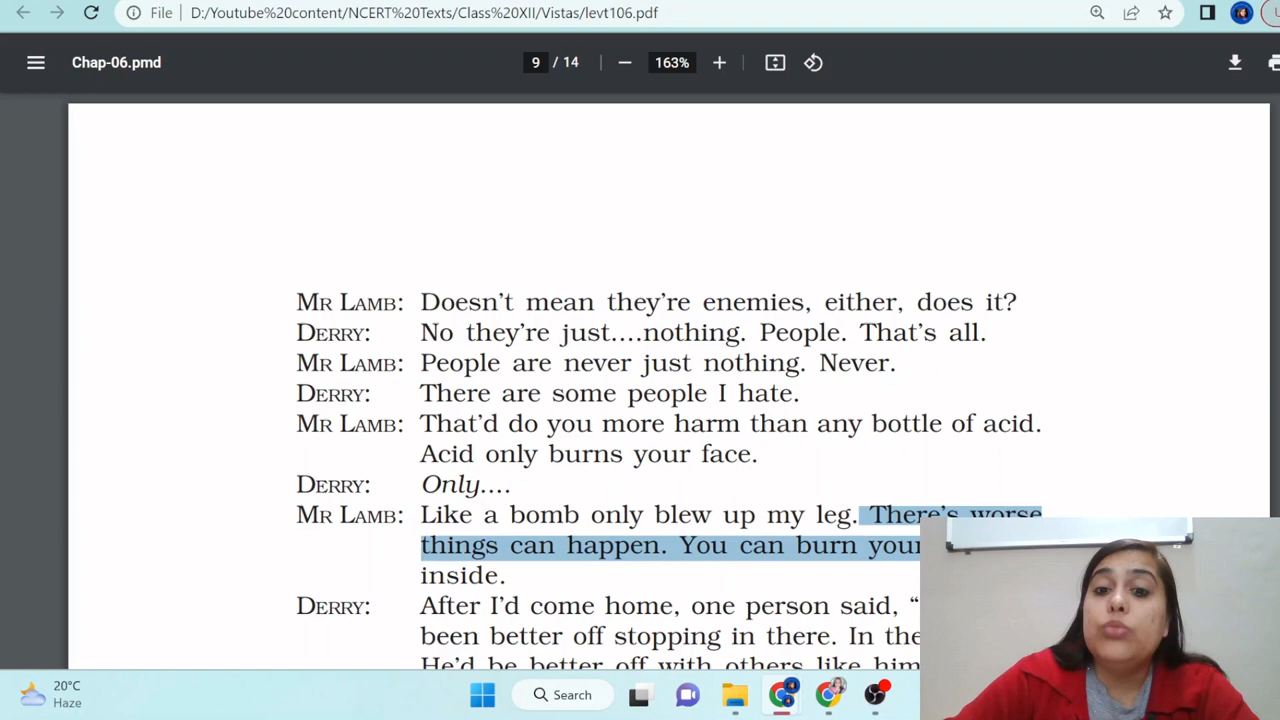 File D:/Youtube%20content/NCERT%20Texts/Class%20XII/Vistas/levt106.pdf
Chap-06.pmd 9 / 14 163%
MR LAMB: Doesn't mean they're enemies, either, does it?
DERRY: No they're just....nothing. People. That's all.
MR LAMB: People are never just nothing. Never.
DERRY: There are some people I hate.
MR LAMB: That'd do you more harm than any bottle of acid.
Acid only burns your face.
DERRY: Only....
MR LAMB: Like a bomb only blew up my leg. There's worse
things can happen. You can burn your
inside.
DERRY: After I'd come home, one person said, “
been better off stopping in there. In the
He'd be better off with others like him
20°C
Haze
Search